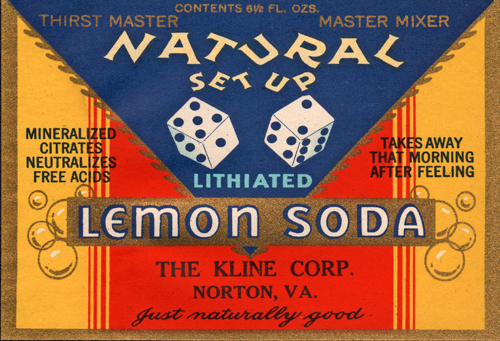 CONTENTS 6½ FL. OZS.
THIRST MASTER
MASTER MIXER
NATURAL
SET UP
MINERALIZED
CITRATES
NEUTRALIZES
FREE ACIDS
TAKES AWAY
THAT MORNING
AFTER FEELING
LITHIATED
LEMON SODA
THE KLINE CORP.
NORTON, VA.
Just naturally good